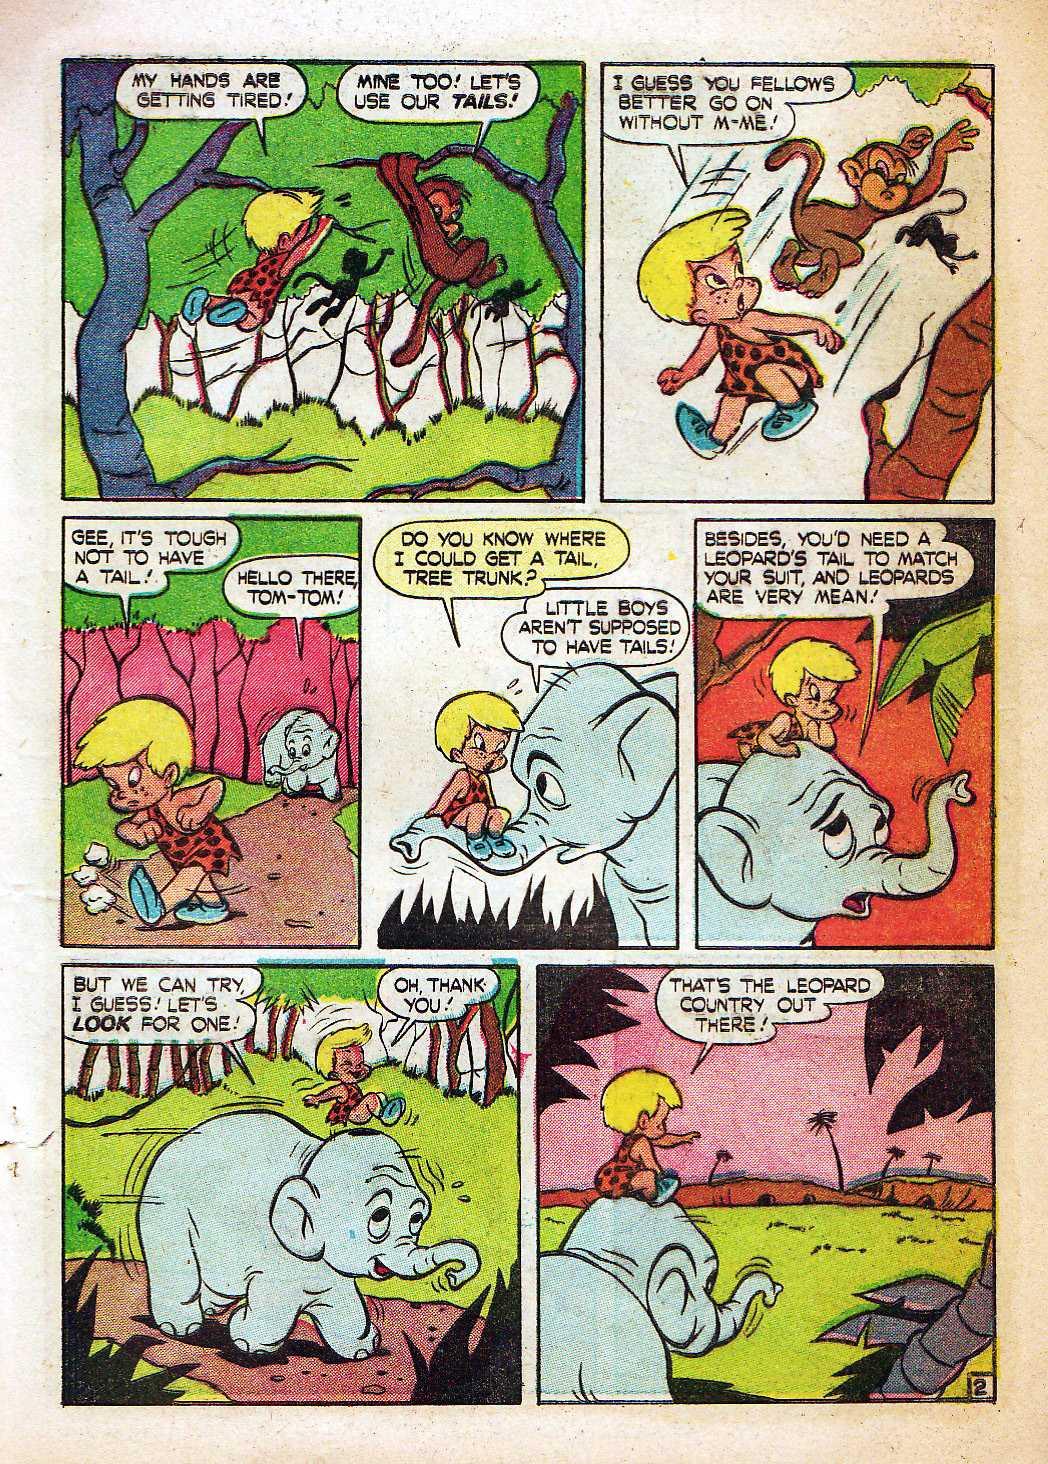 MY HANDS ARE
GETTING TIRED!
MINE TOO! LET'S
USE OUR TAILS!
I GUESS YOU FELLOWS
BETTER GO ON
WITHOUT M-ME!
GEE, IT'S TOUGH
NOT TO HAVE
A TAIL!
HELLO THERE,
TOM-TOM!
DO YOU KNOW WHERE
I COULD GET A TAIL,
TREE TRUNK?
LITTLE BOYS
AREN'T SUPPOSED
TO HAVE TAILS!
BESIDES, YOU'D NEED A
LEOPARD'S TAIL TO MATCH
YOUR SUIT, AND LEOPARDS
ARE VERY MEAN!
BUT WE CAN TRY,
I GUESS! LET'S
LOOK FOR ONE!
OH, THANK
YOU!
THAT'S THE LEOPARD
COUNTRY OUT
THERE!
2